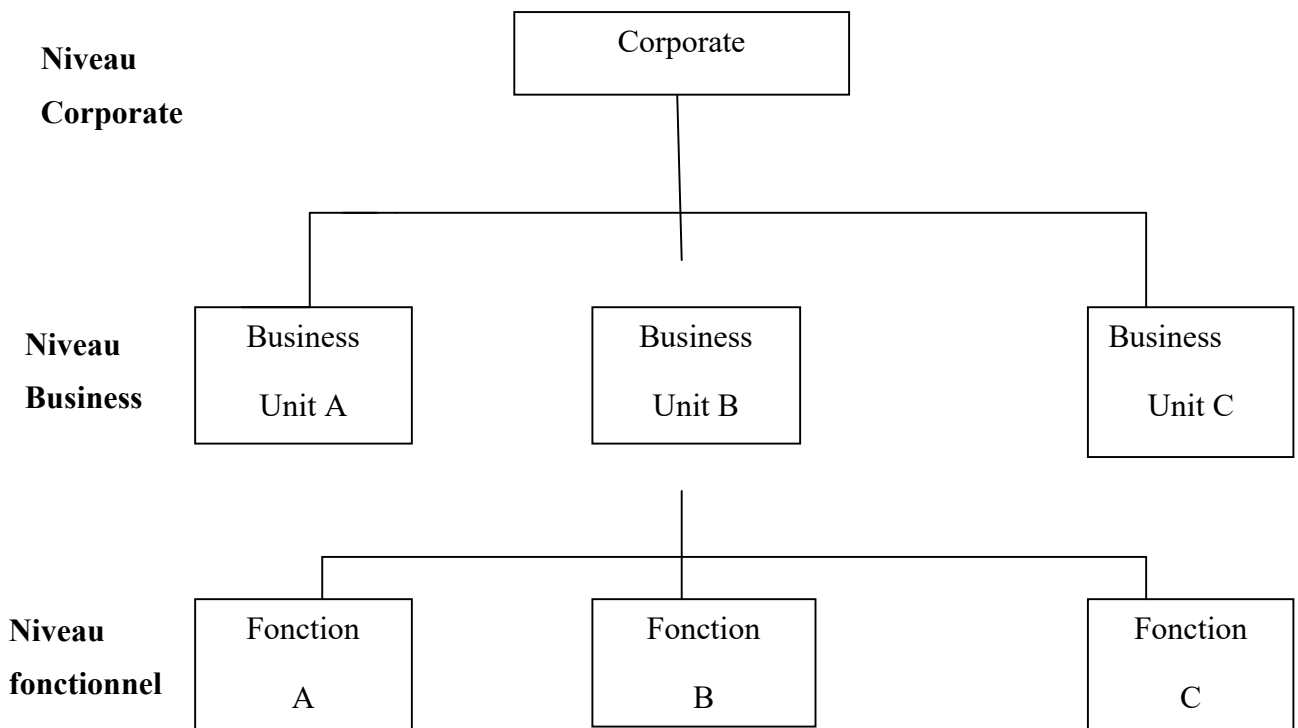 Corporate
Niveau
Corporate
Niveau
Business
Business
Unit A
Business
Unit B
Business
Unit C
Niveau
fonctionnel
Fonction
A
Fonction
B
Fonction
C